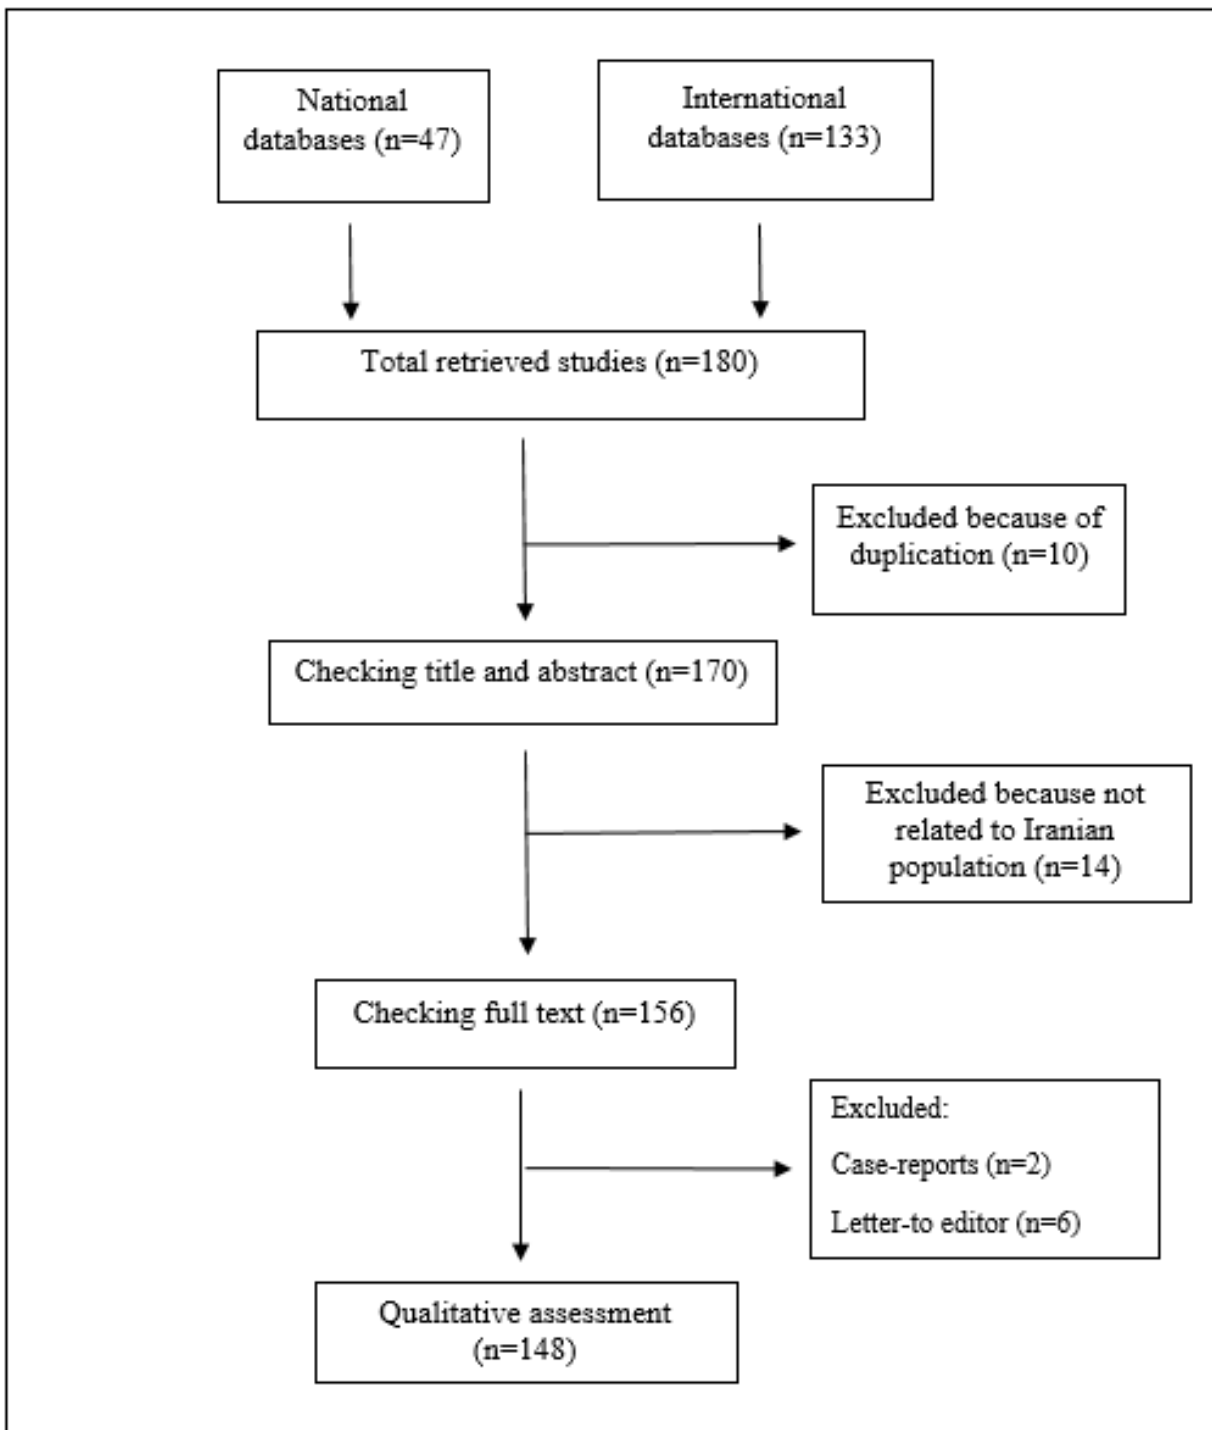 National
databases (n=47)
International
databases (n=133)
Total retrieved studies (n=180)
Excluded because of
duplication (n=10)
Checking title and abstract (n=170)
Excluded because not
related to Iranian
population (n=14)
Checking full text (n=156)
Excluded:
Case-reports (n=2)
Letter-to editor (n=6)
Qualitative assessment
(n=148)